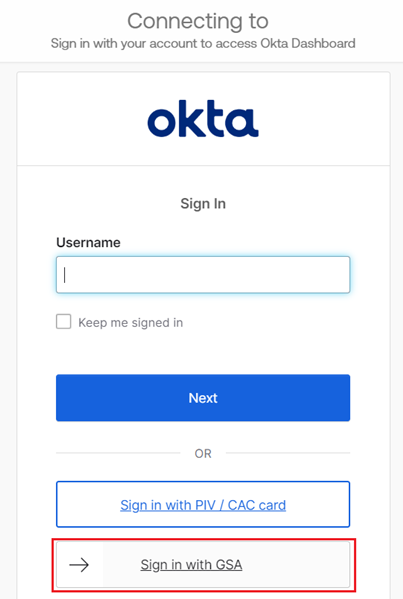 Connecting to
Sign in with your account to access Okta Dashboard
okta
Sign In
Username
Keep me signed in
Next
OR
Sign in with PIV / CAC card
Sign in with GSA